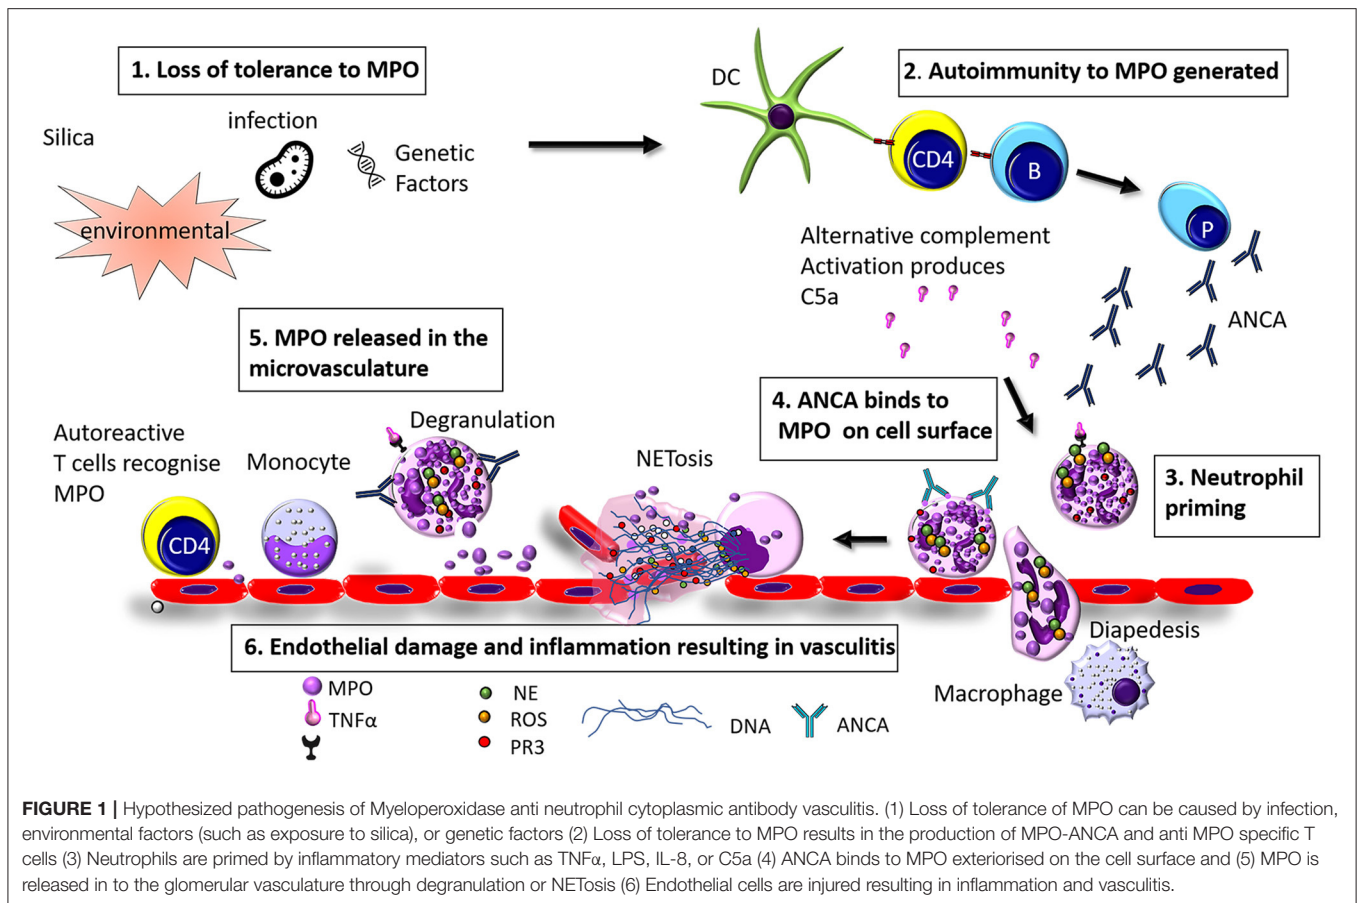 1. Loss of tolerance to MPO
Silica
infection
Genetic
Factors
environmental
DC
2. Autoimmunity to MPO generated
CD4
B
P
Alternative complement
Activation produces
C5a
ANCA
5. MPO released in the
microvasculature
4. ANCA binds to
MPO on cell surface
3. Neutrophil
priming
Autoreactive
T cells recognise
MPO
Monocyte
Degranulation
NETosis
CD4
Diapedesis
Macrophage
6. Endothelial damage and inflammation resulting in vasculitis
MPO
TNFα
NE
ROS
PR3
DNA
ANCA
FIGURE 1 | Hypothesized pathogenesis of Myeloperoxidase anti neutrophil cytoplasmic antibody vasculitis. (1) Loss of tolerance of MPO can be caused by infection,
environmental factors (such as exposure to silica), or genetic factors (2) Loss of tolerance to MPO results in the production of MPO-ANCA and anti MPO specific T
cells (3) Neutrophils are primed by inflammatory mediators such as TNFα, LPS, IL-8, or C5a (4) ANCA binds to MPO exteriorised on the cell surface and (5) MPO is
released in to the glomerular vasculature through degranulation or NETosis (6) Endothelial cells are injured resulting in inflammation and vasculitis.